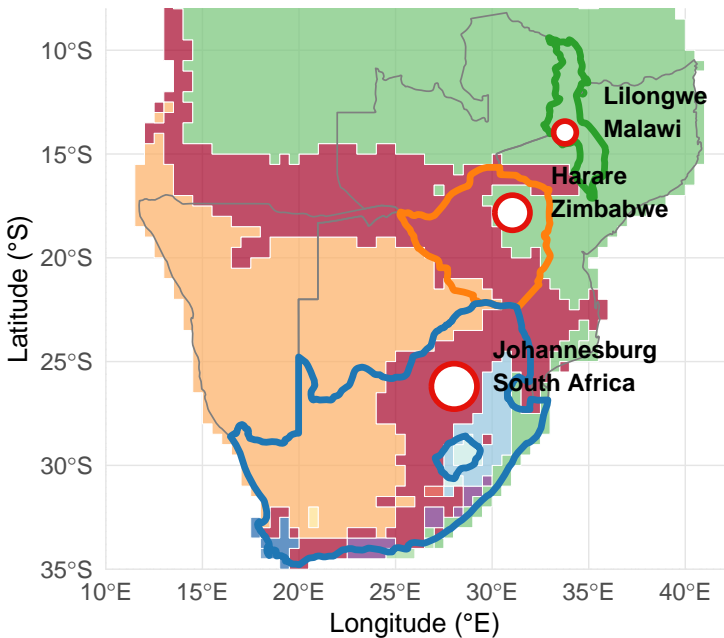 10°S
15°S
20°S
25°S
30°S
35°S
Latitude (°S)
Lilongwe
Malawi
Harare
Zimbabwe
Johannesburg
South Africa
10°E
15°E
20°E
25°E
30°E
35°E
40°E
Longitude (°E)